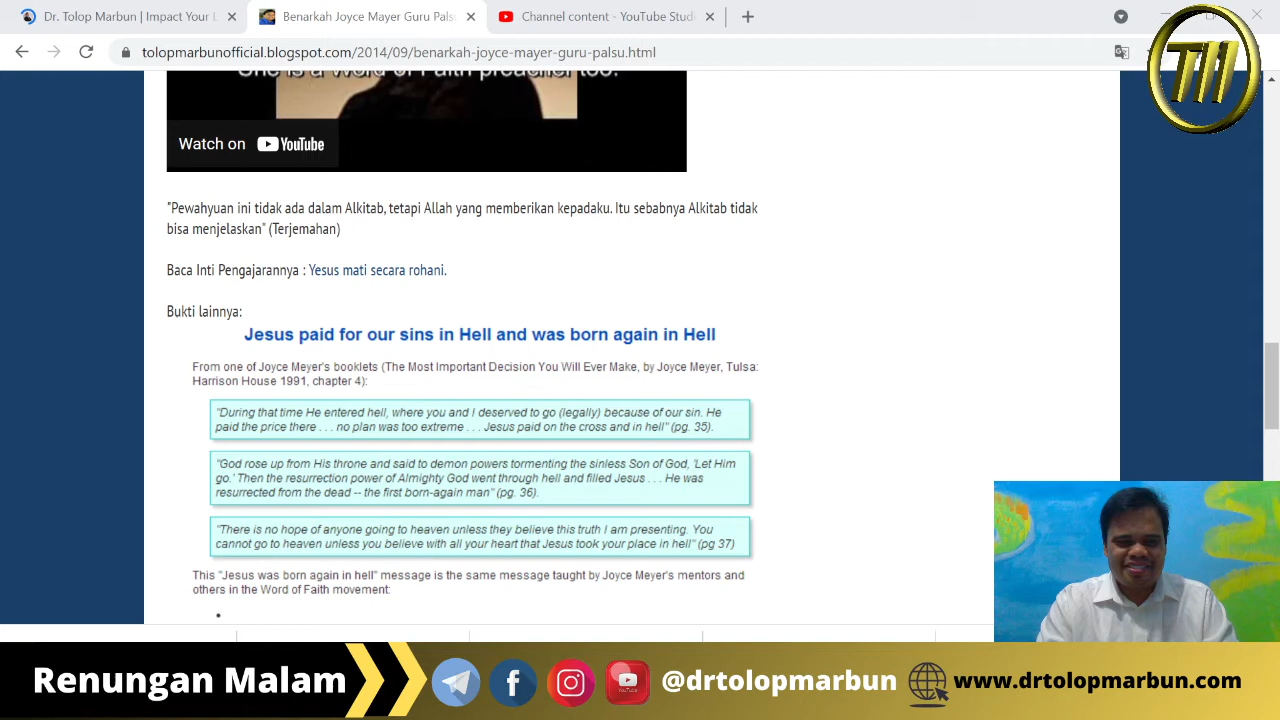 Dr. Tolop Marbun | Impact Your L
Benarkah Joyce Mayer Guru Pals
Channel content - YouTube Studi
tolopmarbunofficial.blogspot.com/2014/09/benarkah-joyce-mayer-guru-palsu.html
TM
She is a Word of Faith preacher too.
Watch on YouTube
"Pewahyuan ini tidak ada dalam Alkitab, tetapi Allah yang memberikan kepadaku. Itu sebabnya Alkitab tidak
bisa menjelaskan" (Terjemahan)
Baca Inti Pengajarannya : Yesus mati secara rohani.
Bukti lainnya:
Jesus paid for our sins in Hell and was born again in Hell
From one of Joyce Meyer's booklets (The Most Important Decision You Will Ever Make, by Joyce Meyer, Tulsa:
Harrison House 1991, chapter 4):
"During that time He entered hell, where you and I deserved to go (legally) because of our sin. He
paid the price there . . . no plan was too extreme . . . Jesus paid on the cross and in hell" (pg. 35).
"God rose up from His throne and said to demon powers tormenting the sinless Son of God, 'Let Him
go.' Then the resurrection power of Almighty God went through hell and filled Jesus . . . He was
resurrected from the dead -- the first born-again man" (pg. 36).
"There is no hope of anyone going to heaven unless they believe this truth I am presenting. You
cannot go to heaven unless you believe with all your heart that Jesus took your place in hell" (pg 37)
This "Jesus was born again in hell" message is the same message taught by Joyce Meyer's mentors and
others in the Word of Faith movement:
Renungan Malam
YouTube
@drtolopmarbun
www.drtolopmarbun.com